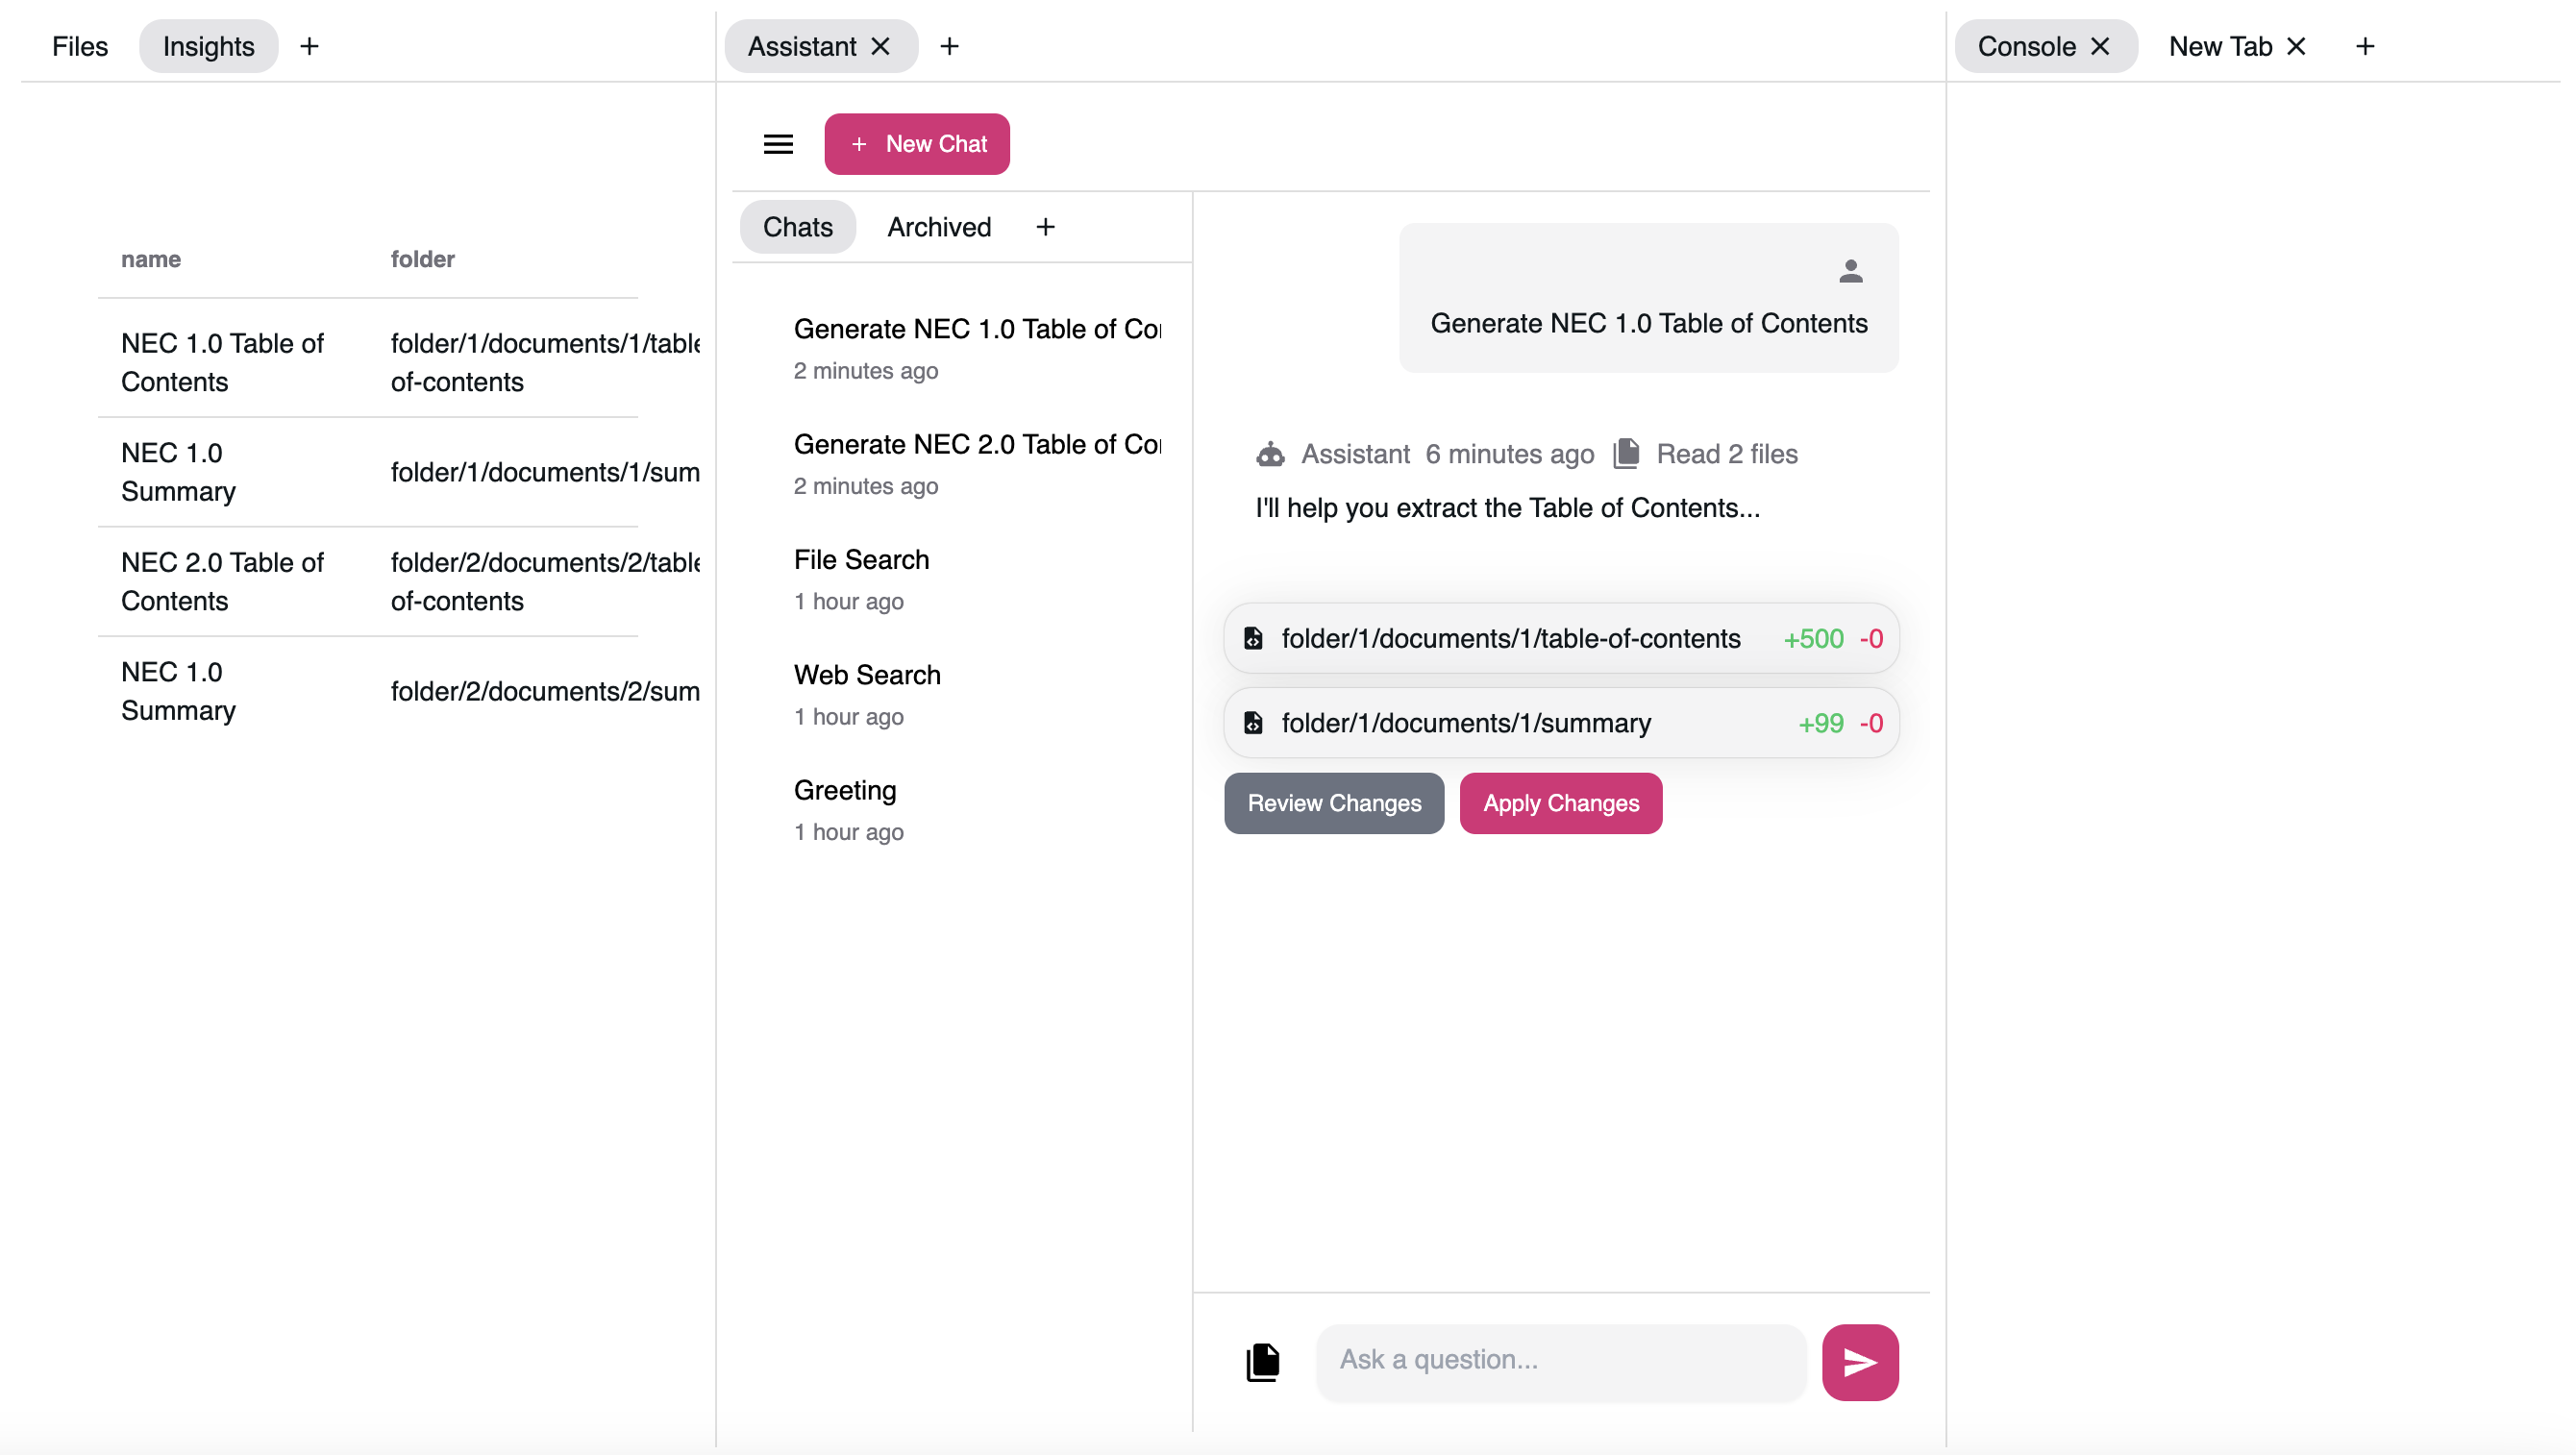 Files
Insights
+
name
folder
NEC 1.0 Table of
Contents
folder/1/documents/1/table
of-contents
NEC 1.0
Summary
folder/1/documents/1/sum
NEC 2.0 Table of
Contents
folder/2/documents/2/table
of-contents
NEC 1.0
Summary
folder/2/documents/2/sum
Assistant
+
+ New Chat
Chats
Archived
+
Generate NEC 1.0 Table of Co
2 minutes ago
Generate NEC 2.0 Table of Co
2 minutes ago
File Search
1 hour ago
Web Search
1 hour ago
Greeting
1 hour ago
Generate NEC 1.0 Table of Contents
Assistant 6 minutes ago Read 2 files
I'll help you extract the Table of Contents...
folder/1/documents/1/table-of-contents +500 -0
folder/1/documents/1/summary +99 -0
Review Changes
Apply Changes
Ask a question...
Console
New Tab
+